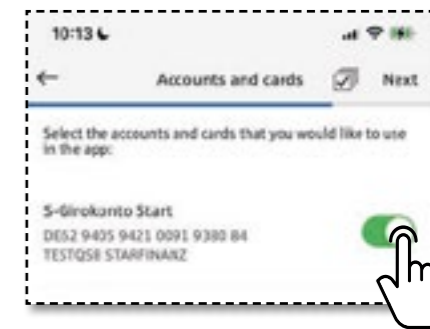 10:13
Accounts and cards
Next
Select the accounts and cards that you would like to use
in the app:
S-Girokonto Start
DE52 9405 9421 0091 9380 84
TESTQSB STARFINANZ